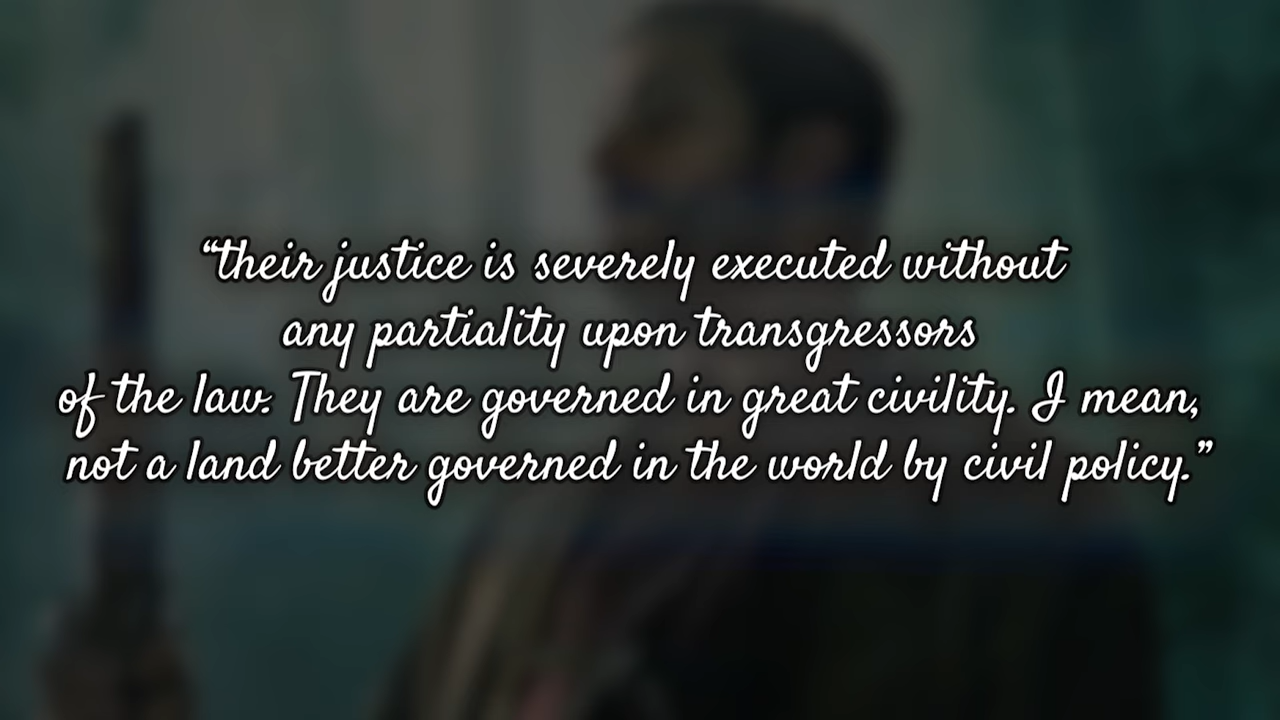 “their justice is severely executed without
any partiality upon transgressors
of the law. They are governed in great civility. I mean,
not a land better governed in the world by civil policy.”